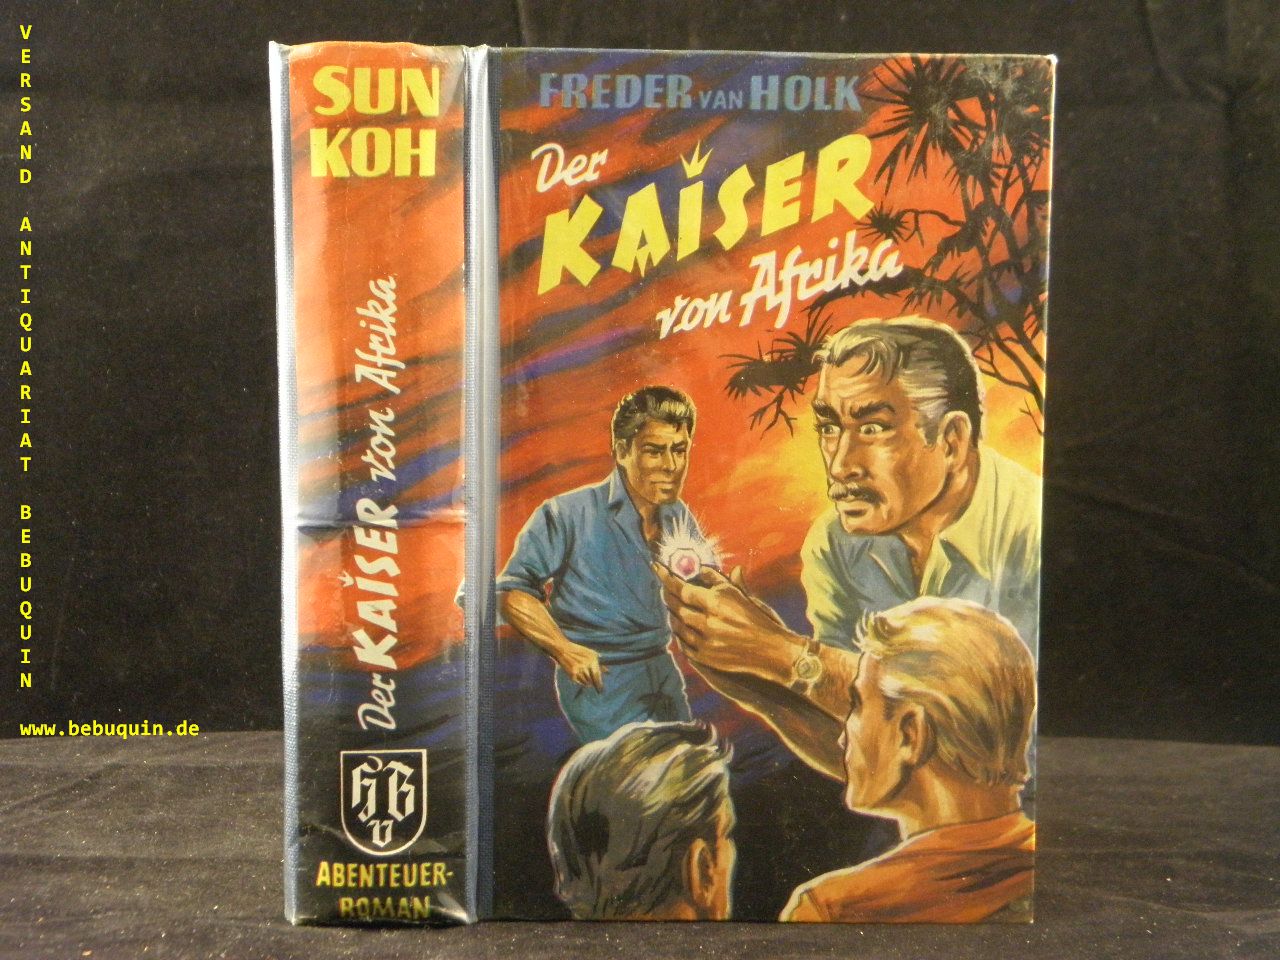 VERSAND ANTIQUARIAT BEBUQUIN
www.bebuquin.de
SUN
KOH
Der KAISER von Afrika
HBV
ABENTEUER-
ROMAN
FREDER VAN HOLK
Der
KAISER
von Afrika